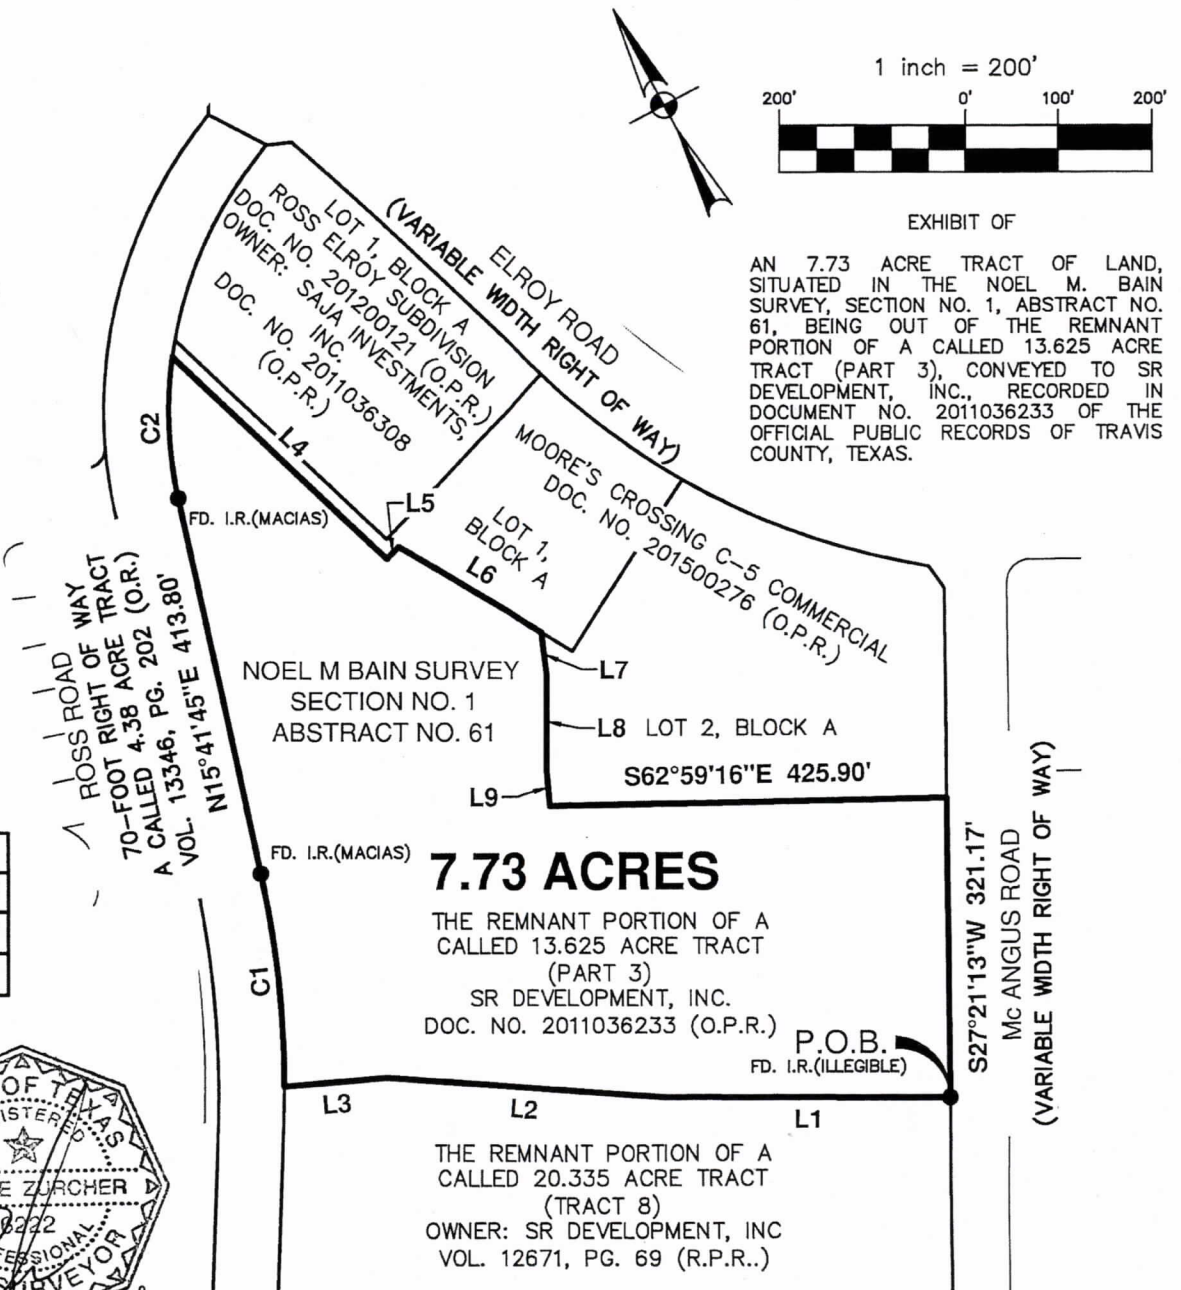 1 inch = 200'
200' 0' 100' 200'
EXHIBIT OF
AN 7.73 ACRE TRACT OF LAND,
SITUATED IN THE NOEL M. BAIN
SURVEY, SECTION NO. 1, ABSTRACT NO.
61, BEING OUT OF THE REMNANT
PORTION OF A CALLED 13.625 ACRE
TRACT (PART 3), CONVEYED TO SR
DEVELOPMENT, INC., RECORDED IN
DOCUMENT NO. 2011036233 OF THE
OFFICIAL PUBLIC RECORDS OF TRAVIS
COUNTY, TEXAS.
ELROY ROAD
(VARIABLE WIDTH RIGHT OF WAY)
LOT 1, BLOCK A
ROSS ELROY SUBDIVISION
DOC. NO. 201200121 (O.P.R.)
OWNER: SAJA INVESTMENTS,
INC.
DOC. NO. 2011036308
(O.P.R.)
MOORE'S CROSSING C-5 COMMERCIAL
DOC. NO. 201500276 (O.P.R.)
LOT 1,
BLOCK A
C2
L4
L5
L6
FD. I.R.(MACIAS)
ROSS ROAD
70-FOOT RIGHT OF WAY
A CALLED 4.38 ACRE TRACT
VOL. 13346, PG. 202 (O.R.)
N15°41'45"E 413.80'
NOEL M BAIN SURVEY
SECTION NO. 1
ABSTRACT NO. 61
L7
L8
LOT 2, BLOCK A
S62°59'16"E 425.90'
L9
FD. I.R.(MACIAS)
7.73 ACRES
THE REMNANT PORTION OF A
CALLED 13.625 ACRE TRACT
(PART 3)
SR DEVELOPMENT, INC.
DOC. NO. 2011036233 (O.P.R.)
C1
P.O.B.
FD. I.R.(ILLEGIBLE)
S27°21'13"W 321.17'
Mc ANGUS ROAD
(VARIABLE WIDTH RIGHT OF WAY)
L3
L2
L1
THE REMNANT PORTION OF A
CALLED 20.335 ACRE TRACT
(TRACT 8)
OWNER: SR DEVELOPMENT, INC
VOL. 12671, PG. 69 (R.P.R..)
OF TEXAS
ZURCHER
6222